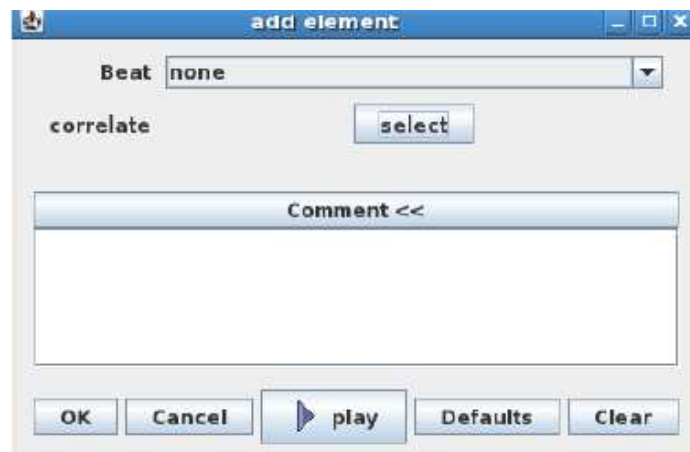 add element
Beat none
correlate select
Comment <<
OK Cancel play Defaults Clear